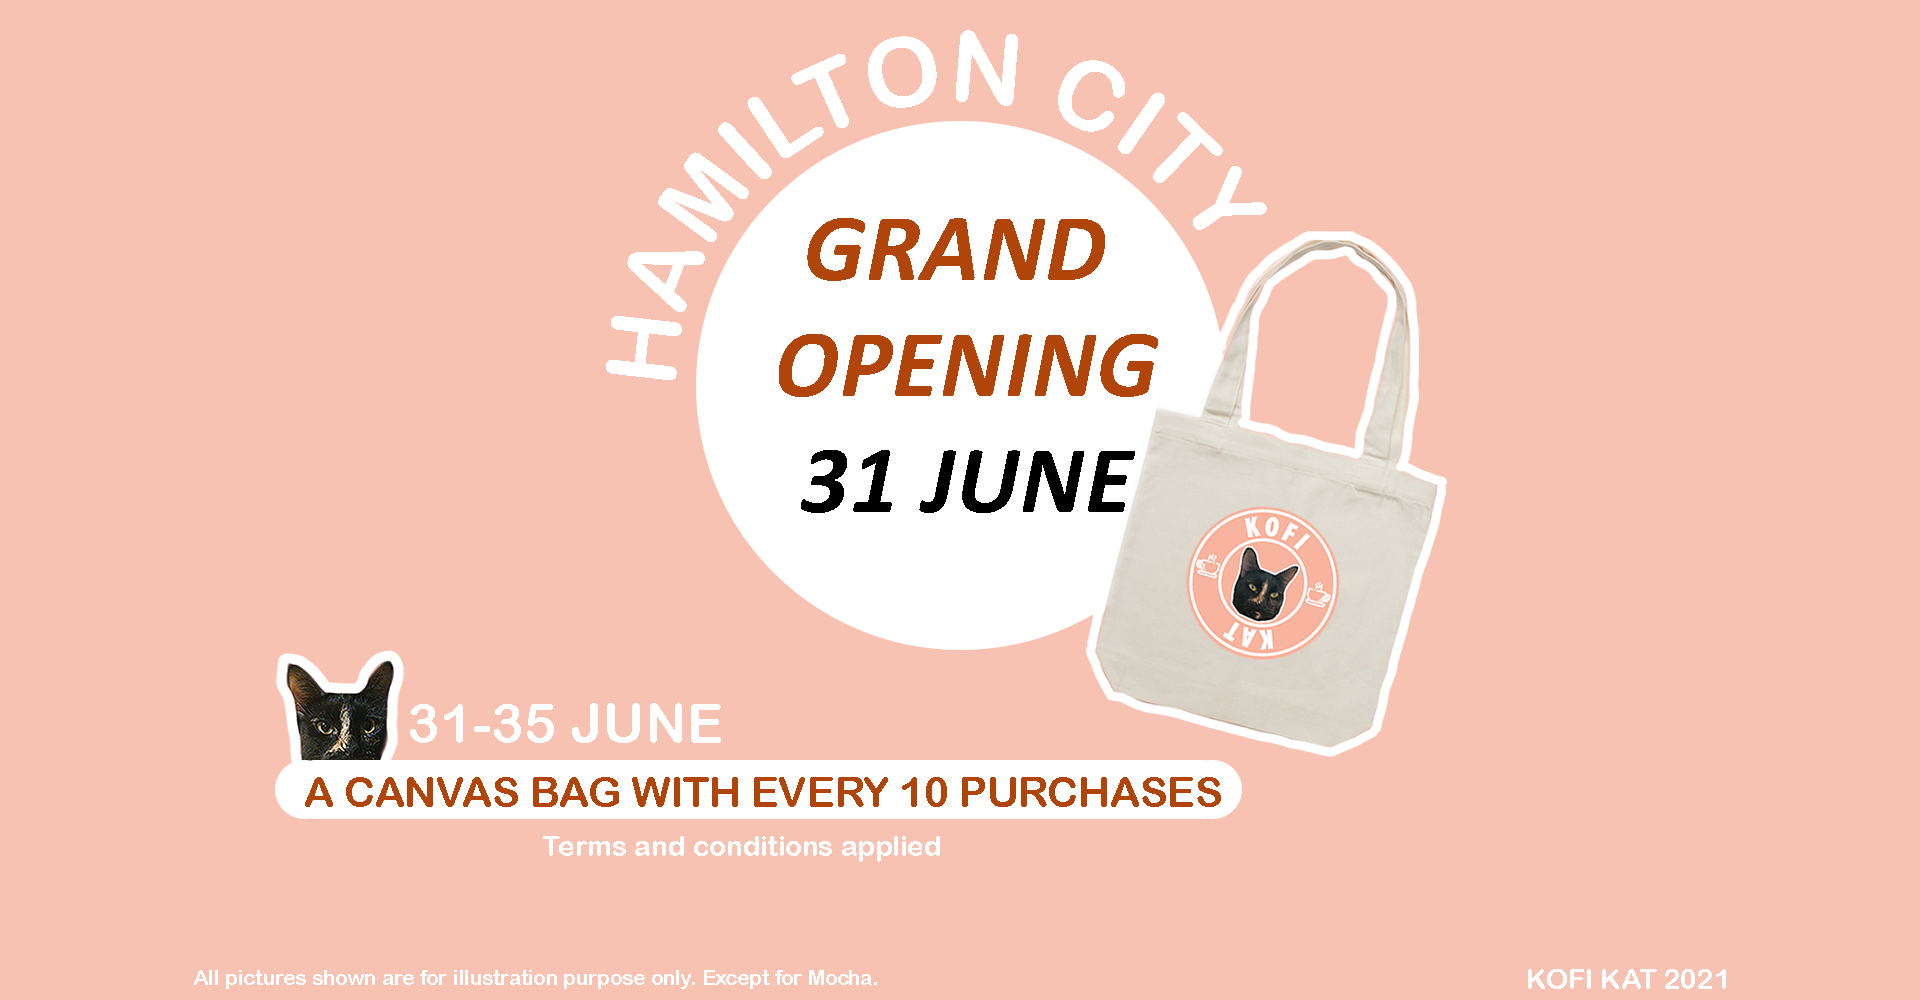 HAMILTON CITY
GRAND
OPENING
31 JUNE
KOFI
KAT
31-35 JUNE
A CANVAS BAG WITH EVERY 10 PURCHASES
Terms and conditions applied
All pictures shown are for illustration purpose only. Except for Mocha.
KOFI KAT 2021